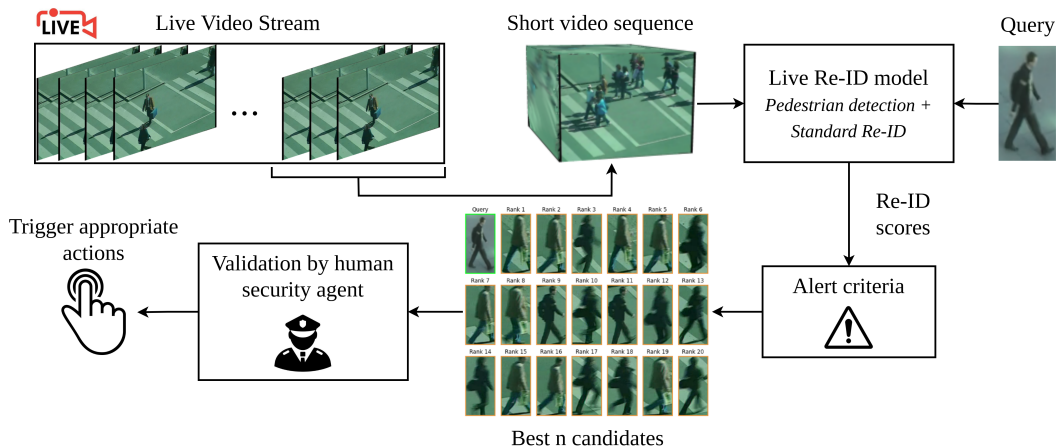 LIVE
Live Video Stream
Short video sequence
Query
...
Live Re-ID model
Pedestrian detection +
Standard Re-ID
Re-ID
scores
Alert criteria
Query Rank 1 Rank 2 Rank 3 Rank 4 Rank 5 Rank 6
Rank 7 Rank 8 Rank 9 Rank 10 Rank 11 Rank 12 Rank 13
Rank 14 Rank 15 Rank 16 Rank 17 Rank 18 Rank 19 Rank 20
Best n candidates
Validation by human
security agent
Trigger appropriate
actions